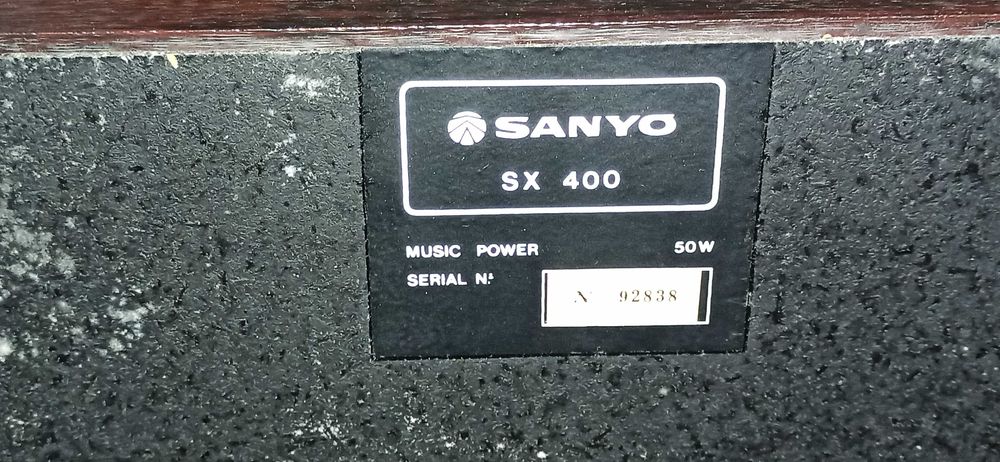 SANYO
SX 400
MUSIC POWER 50W
SERIAL Nº
N 92838